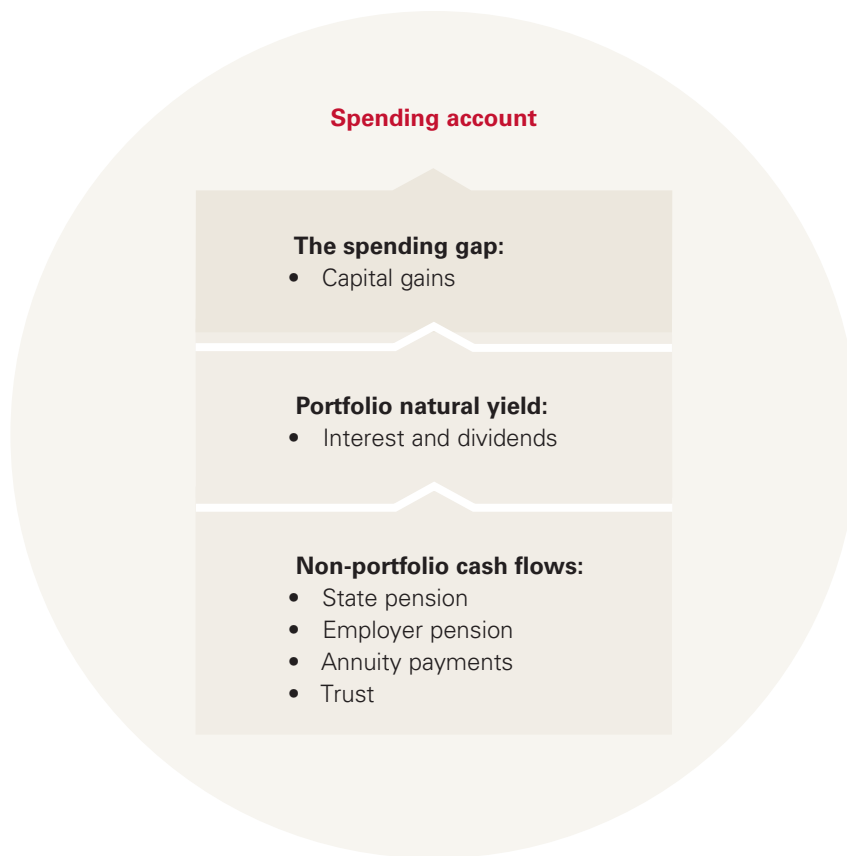 Spending account
The spending gap:
• Capital gains
Portfolio natural yield:
• Interest and dividends
Non-portfolio cash flows:
• State pension
• Employer pension
• Annuity payments
• Trust